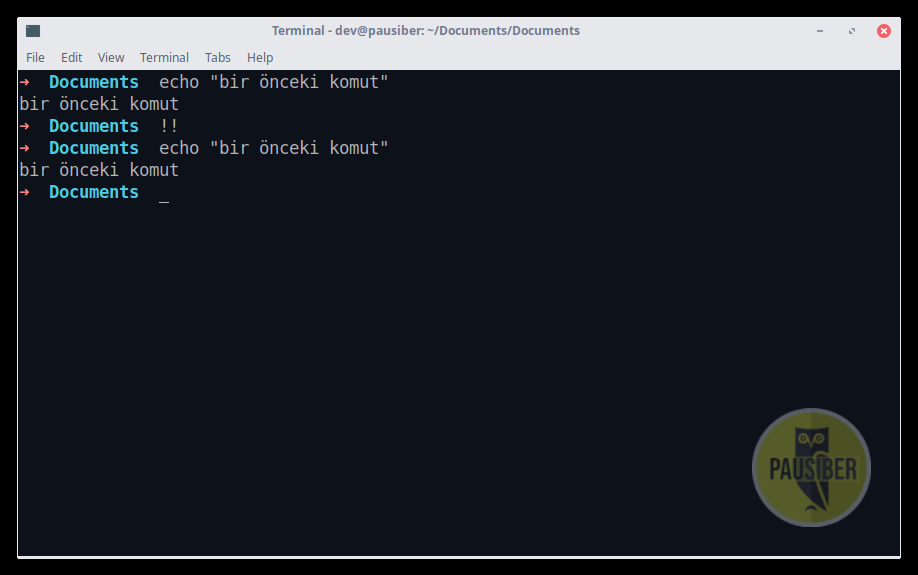 Terminal - dev@pausiber: ~/Documents/Documents
File Edit View Terminal Tabs Help
➜ Documents echo "bir önceki komut"
bir önceki komut
➜ Documents !!
➜ Documents echo "bir önceki komut"
bir önceki komut
➜ Documents _
PAUSIBER